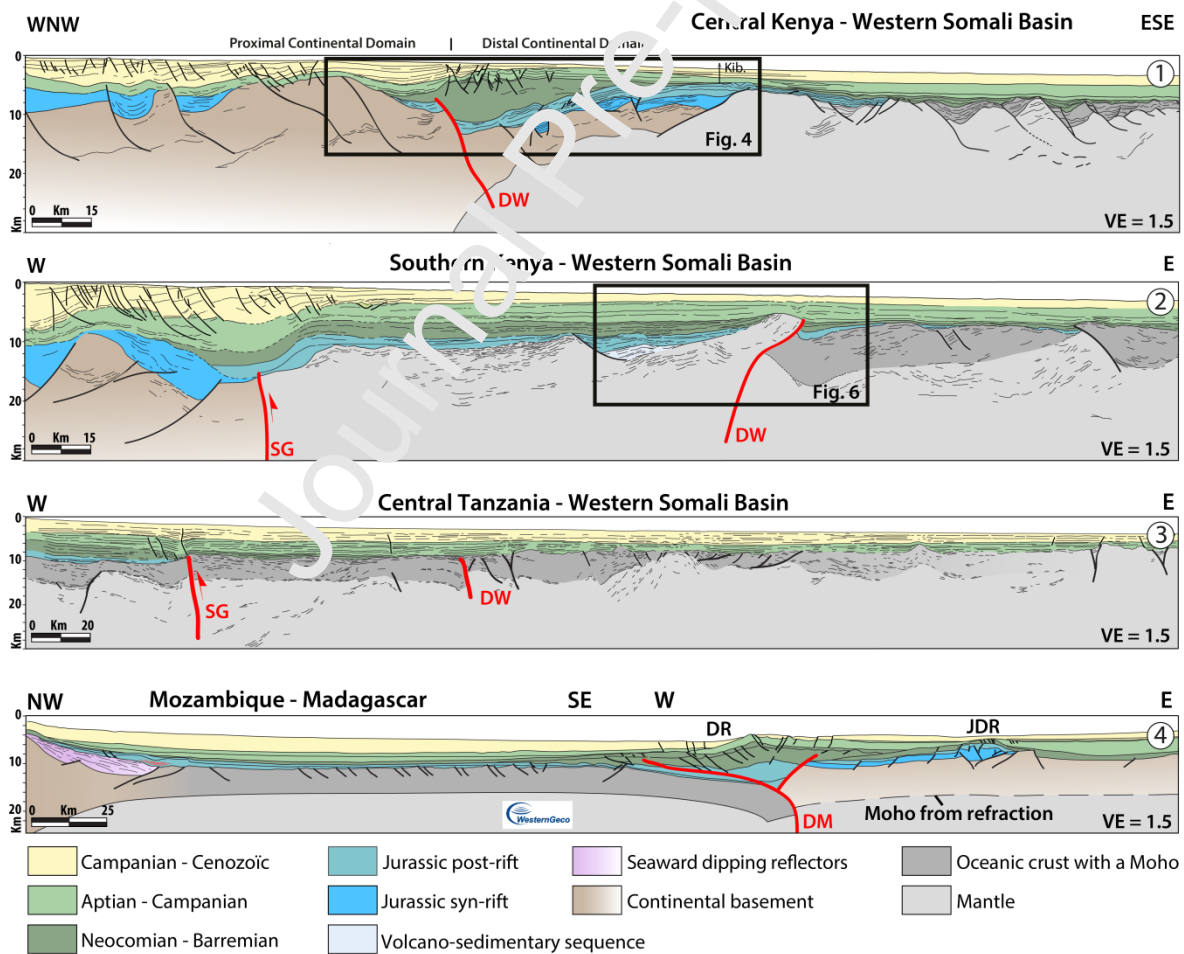 WNW Central Kenya - Western Somali Basin ESE
Proximal Continental Domain | Distal Continental Domain
0
10
20
Km
Kib.
1
Fig. 4
DW
0 Km 15
VE = 1.5
W Southern Kenya - Western Somali Basin E
0
10
20
Km
2
Fig. 6
SG
DW
0 Km 15
VE = 1.5
W Central Tanzania - Western Somali Basin E
0
10
20
Km
3
SG
DW
0 Km 20
VE = 1.5
NW Mozambique - Madagascar SE W E
0
10
20
Km
DR
JDR
4
0 Km 25
WesternGeco
DM
Moho from refraction
VE = 1.5
Campanian - Cenozoïc
Jurassic post-rift
Seaward dipping reflectors
Oceanic crust with a Moho
Aptian - Campanian
Jurassic syn-rift
Continental basement
Mantle
Neocomian - Barremian
Volcano-sedimentary sequence
Journal Pre-